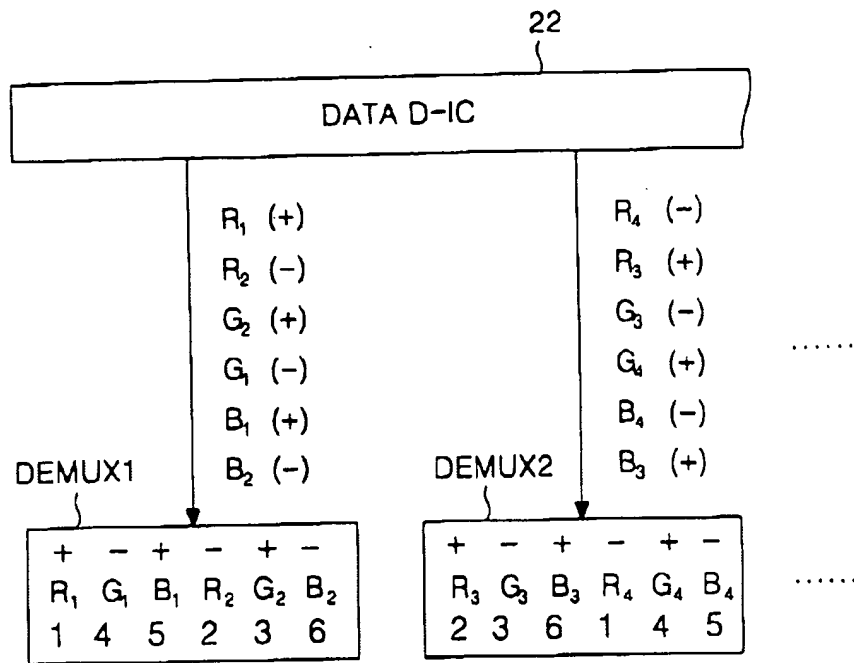 22
DATA D-IC
R₁ (+)
R₂ (−)
G₂ (+)
G₁ (−)
B₁ (+)
B₂ (−)
R₄ (−)
R₃ (+)
G₃ (−)
G₄ (+)
B₄ (−)
B₃ (+)
DEMUX1
+ − + − + −
R₁ G₁ B₁ R₂ G₂ B₂
1 4 5 2 3 6
DEMUX2
+ − + − + −
R₃ G₃ B₃ R₄ G₄ B₄
2 3 6 1 4 5